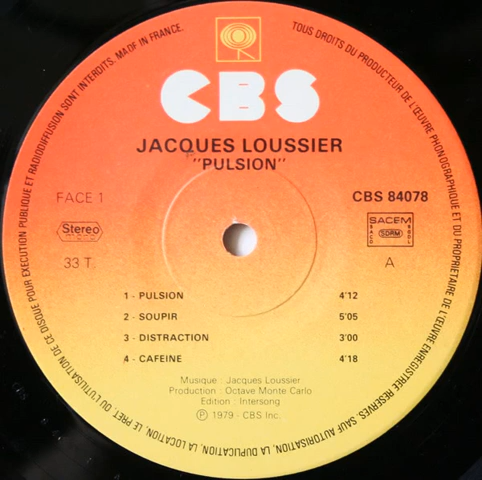 TOUS DROITS DU PRODUCTEUR DE L'ŒUVRE PHONOGRAPHIQUE ET DU PROPRIETAIRE DE L'ŒUVRE ENREGISTREE RESERVES - SAUF AUTORISATION, LA DUPLICATION, LA LOCATION, LE PRET, OU L'UTILISATION DE CE DISQUE POUR EXECUTION PUBLIQUE ET RADIODIFFUSION SONT INTERDITS. MADE IN FRANCE.
CBS
JACQUES LOUSSIER
"PULSION"
FACE 1
CBS 84078
Stereo
SACEM
SACD
SDRM
SGDL
33 T
A
1 - PULSION 4'12
2 - SOUPIR 5'05
3 - DISTRACTION 3'00
4 - CAFEINE 4'18
Musique : Jacques Loussier
Production : Octave Monte-Carlo
Edition : Intersong
℗ 1979 - CBS Inc.